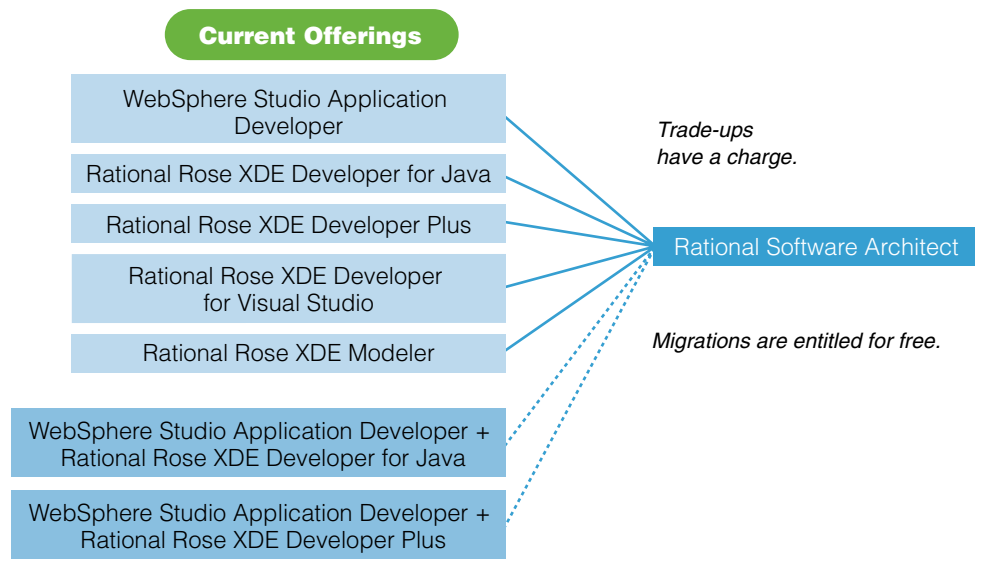 Current Offerings
WebSphere Studio Application
Developer
Rational Rose XDE Developer for Java
Rational Rose XDE Developer Plus
Rational Rose XDE Developer
for Visual Studio
Rational Rose XDE Modeler
WebSphere Studio Application Developer +
Rational Rose XDE Developer for Java
WebSphere Studio Application Developer +
Rational Rose XDE Developer Plus
Trade-ups
have a charge.
Rational Software Architect
Migrations are entitled for free.